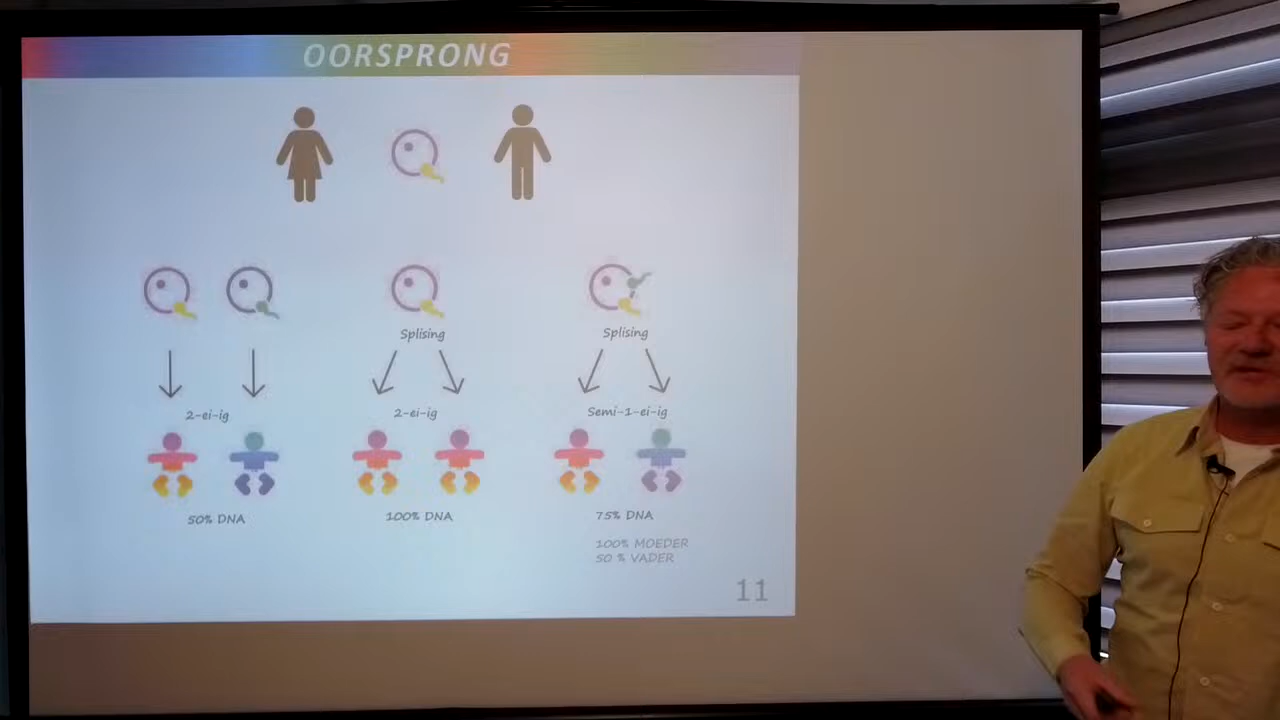 OORSPRONG
Splising
Splising
2-ei-ig
2-ei-ig
Semi-1-ei-ig
50% DNA
100% DNA
75% DNA
100% MOEDER
50 % VADER
11